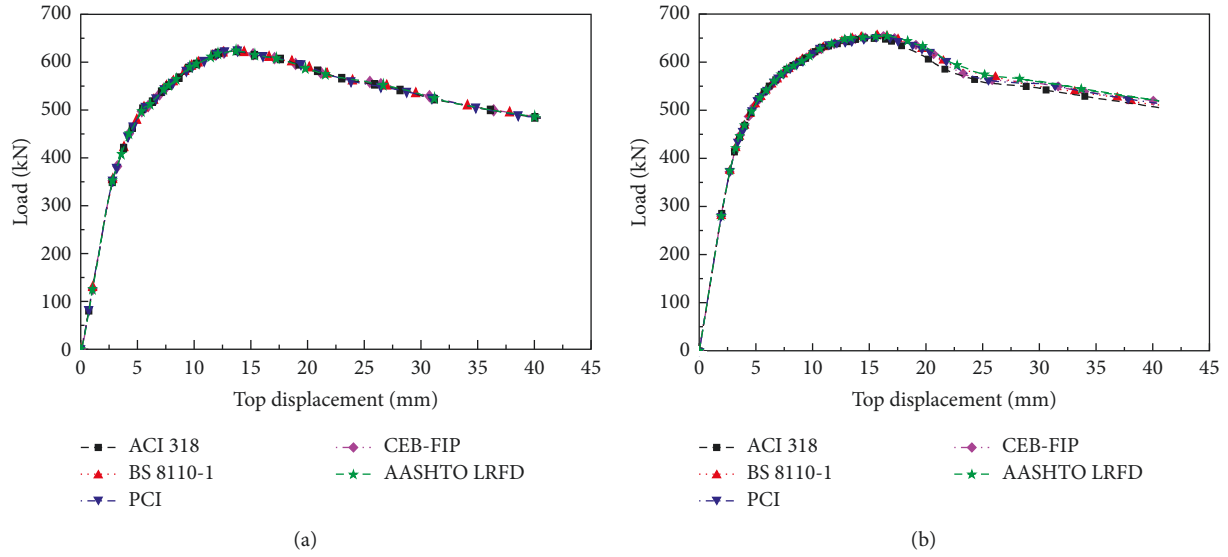 700
600
500
400
300
200
100
0
Load (kN)
0 5 10 15 20 25 30 35 40 45
Top displacement (mm)
ACI 318
BS 8110-1
PCI
CEB-FIP
AASHTO LRFD
(a)
700
600
500
400
300
200
100
0
Load (kN)
0 5 10 15 20 25 30 35 40 45
Top displacement (mm)
ACI 318
BS 8110-1
PCI
CEB-FIP
AASHTO LRFD
(b)